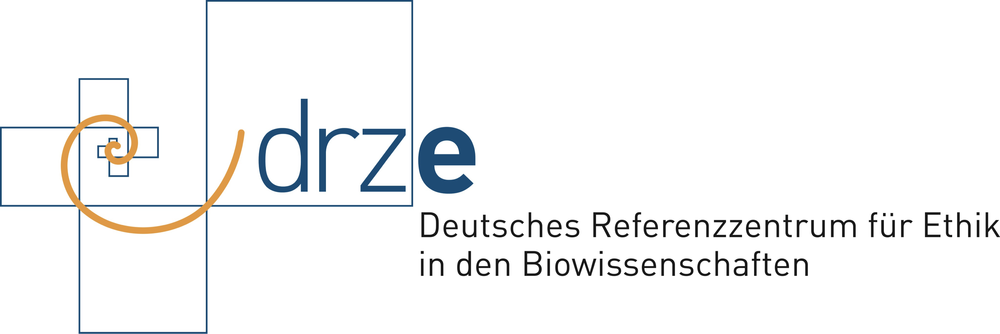 drze
Deutsches Referenzzentrum für Ethik
in den Biowissenschaften